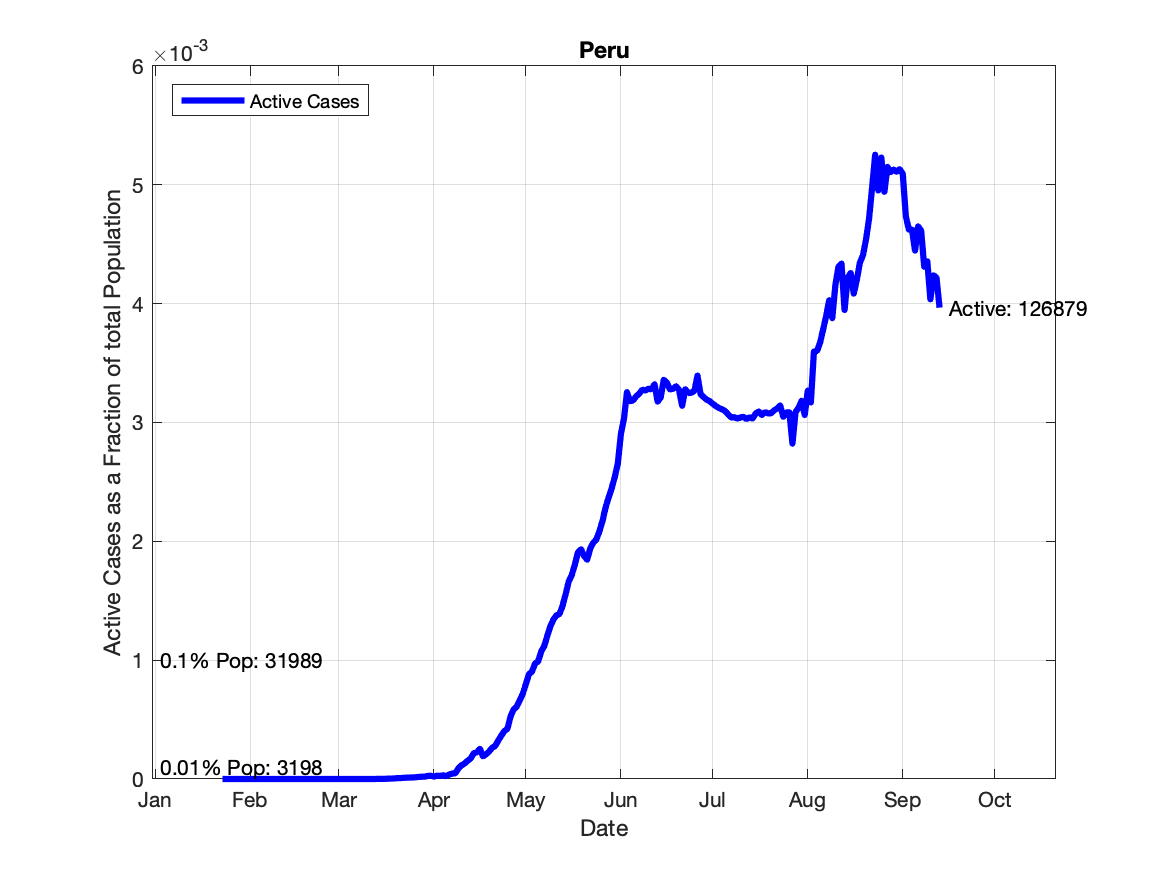 Peru
×10-3
6
5
4
3
2
1
0
Active Cases
Active Cases as a Fraction of total Population
Active: 126879
0.1% Pop: 31989
0.01% Pop: 3198
Jan Feb Mar Apr May Jun Jul Aug Sep Oct
Date